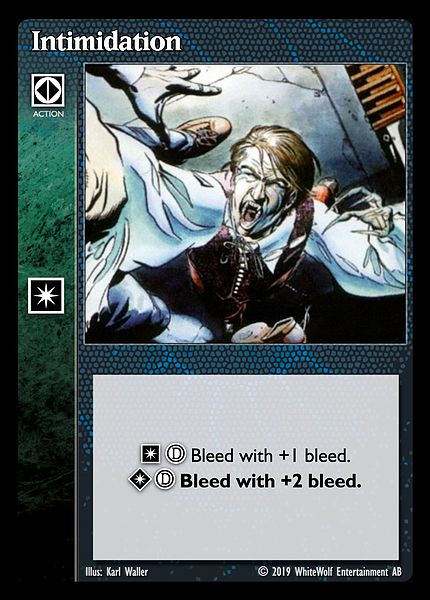 Intimidation
ACTION
D Bleed with +1 bleed.
D Bleed with +2 bleed.
Illus: Karl Waller © 2019 WhiteWolf Entertainment AB